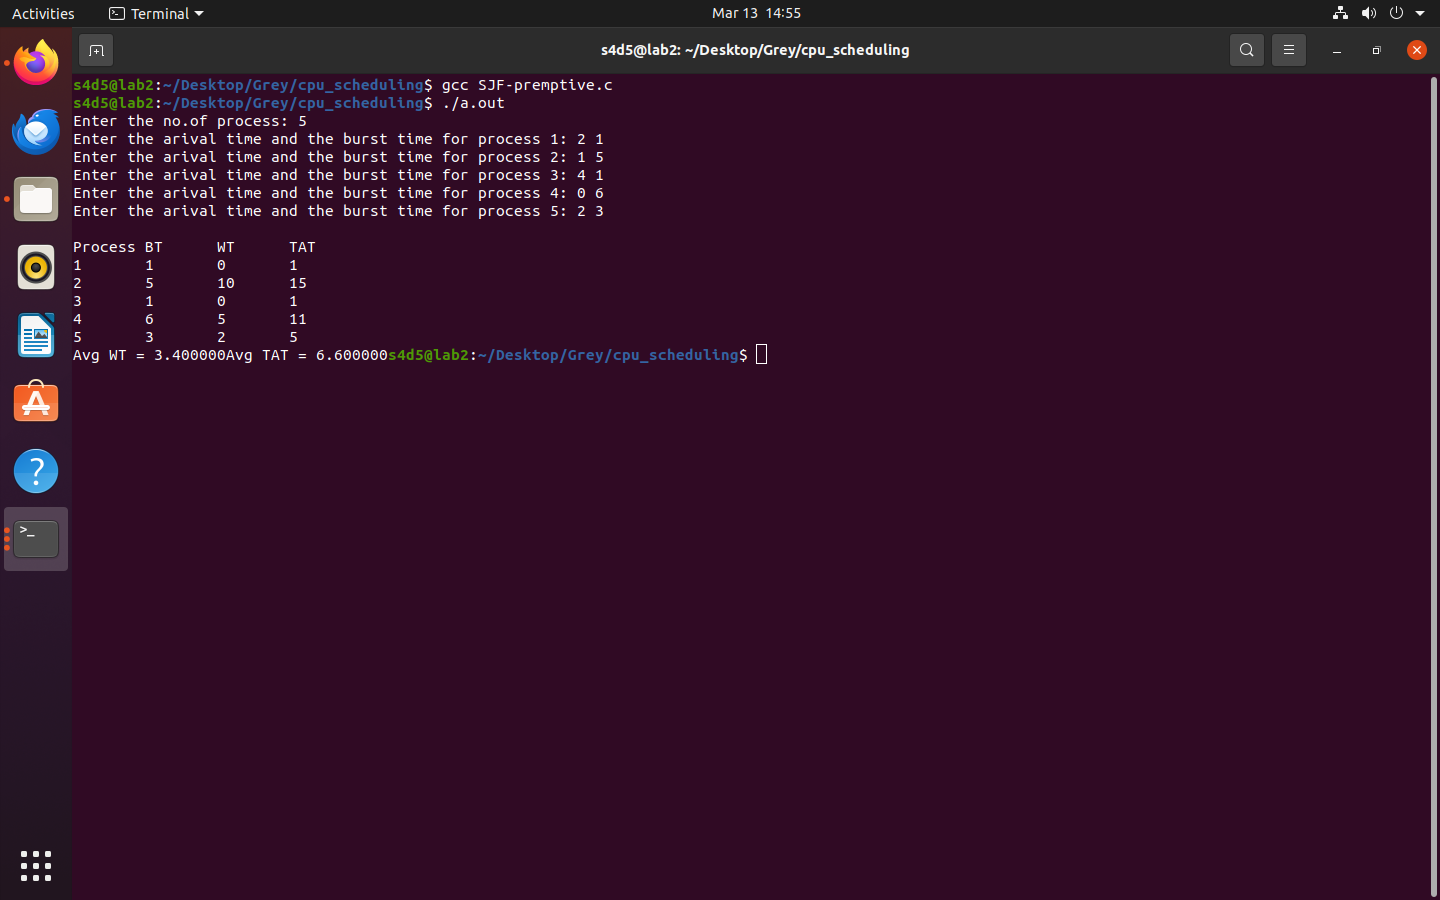 Activities Terminal Mar 13 14:55
s4d5@lab2: ~/Desktop/Grey/cpu_scheduling
s4d5@lab2:~/Desktop/Grey/cpu_scheduling$ gcc SJF-premptive.c
s4d5@lab2:~/Desktop/Grey/cpu_scheduling$ ./a.out
Enter the no.of process: 5
Enter the arival time and the burst time for process 1: 2 1
Enter the arival time and the burst time for process 2: 1 5
Enter the arival time and the burst time for process 3: 4 1
Enter the arival time and the burst time for process 4: 0 6
Enter the arival time and the burst time for process 5: 2 3
Process BT WT TAT
1 1 0 1
2 5 10 15
3 1 0 1
4 6 5 11
5 3 2 5
Avg WT = 3.400000Avg TAT = 6.600000s4d5@lab2:~/Desktop/Grey/cpu_scheduling$